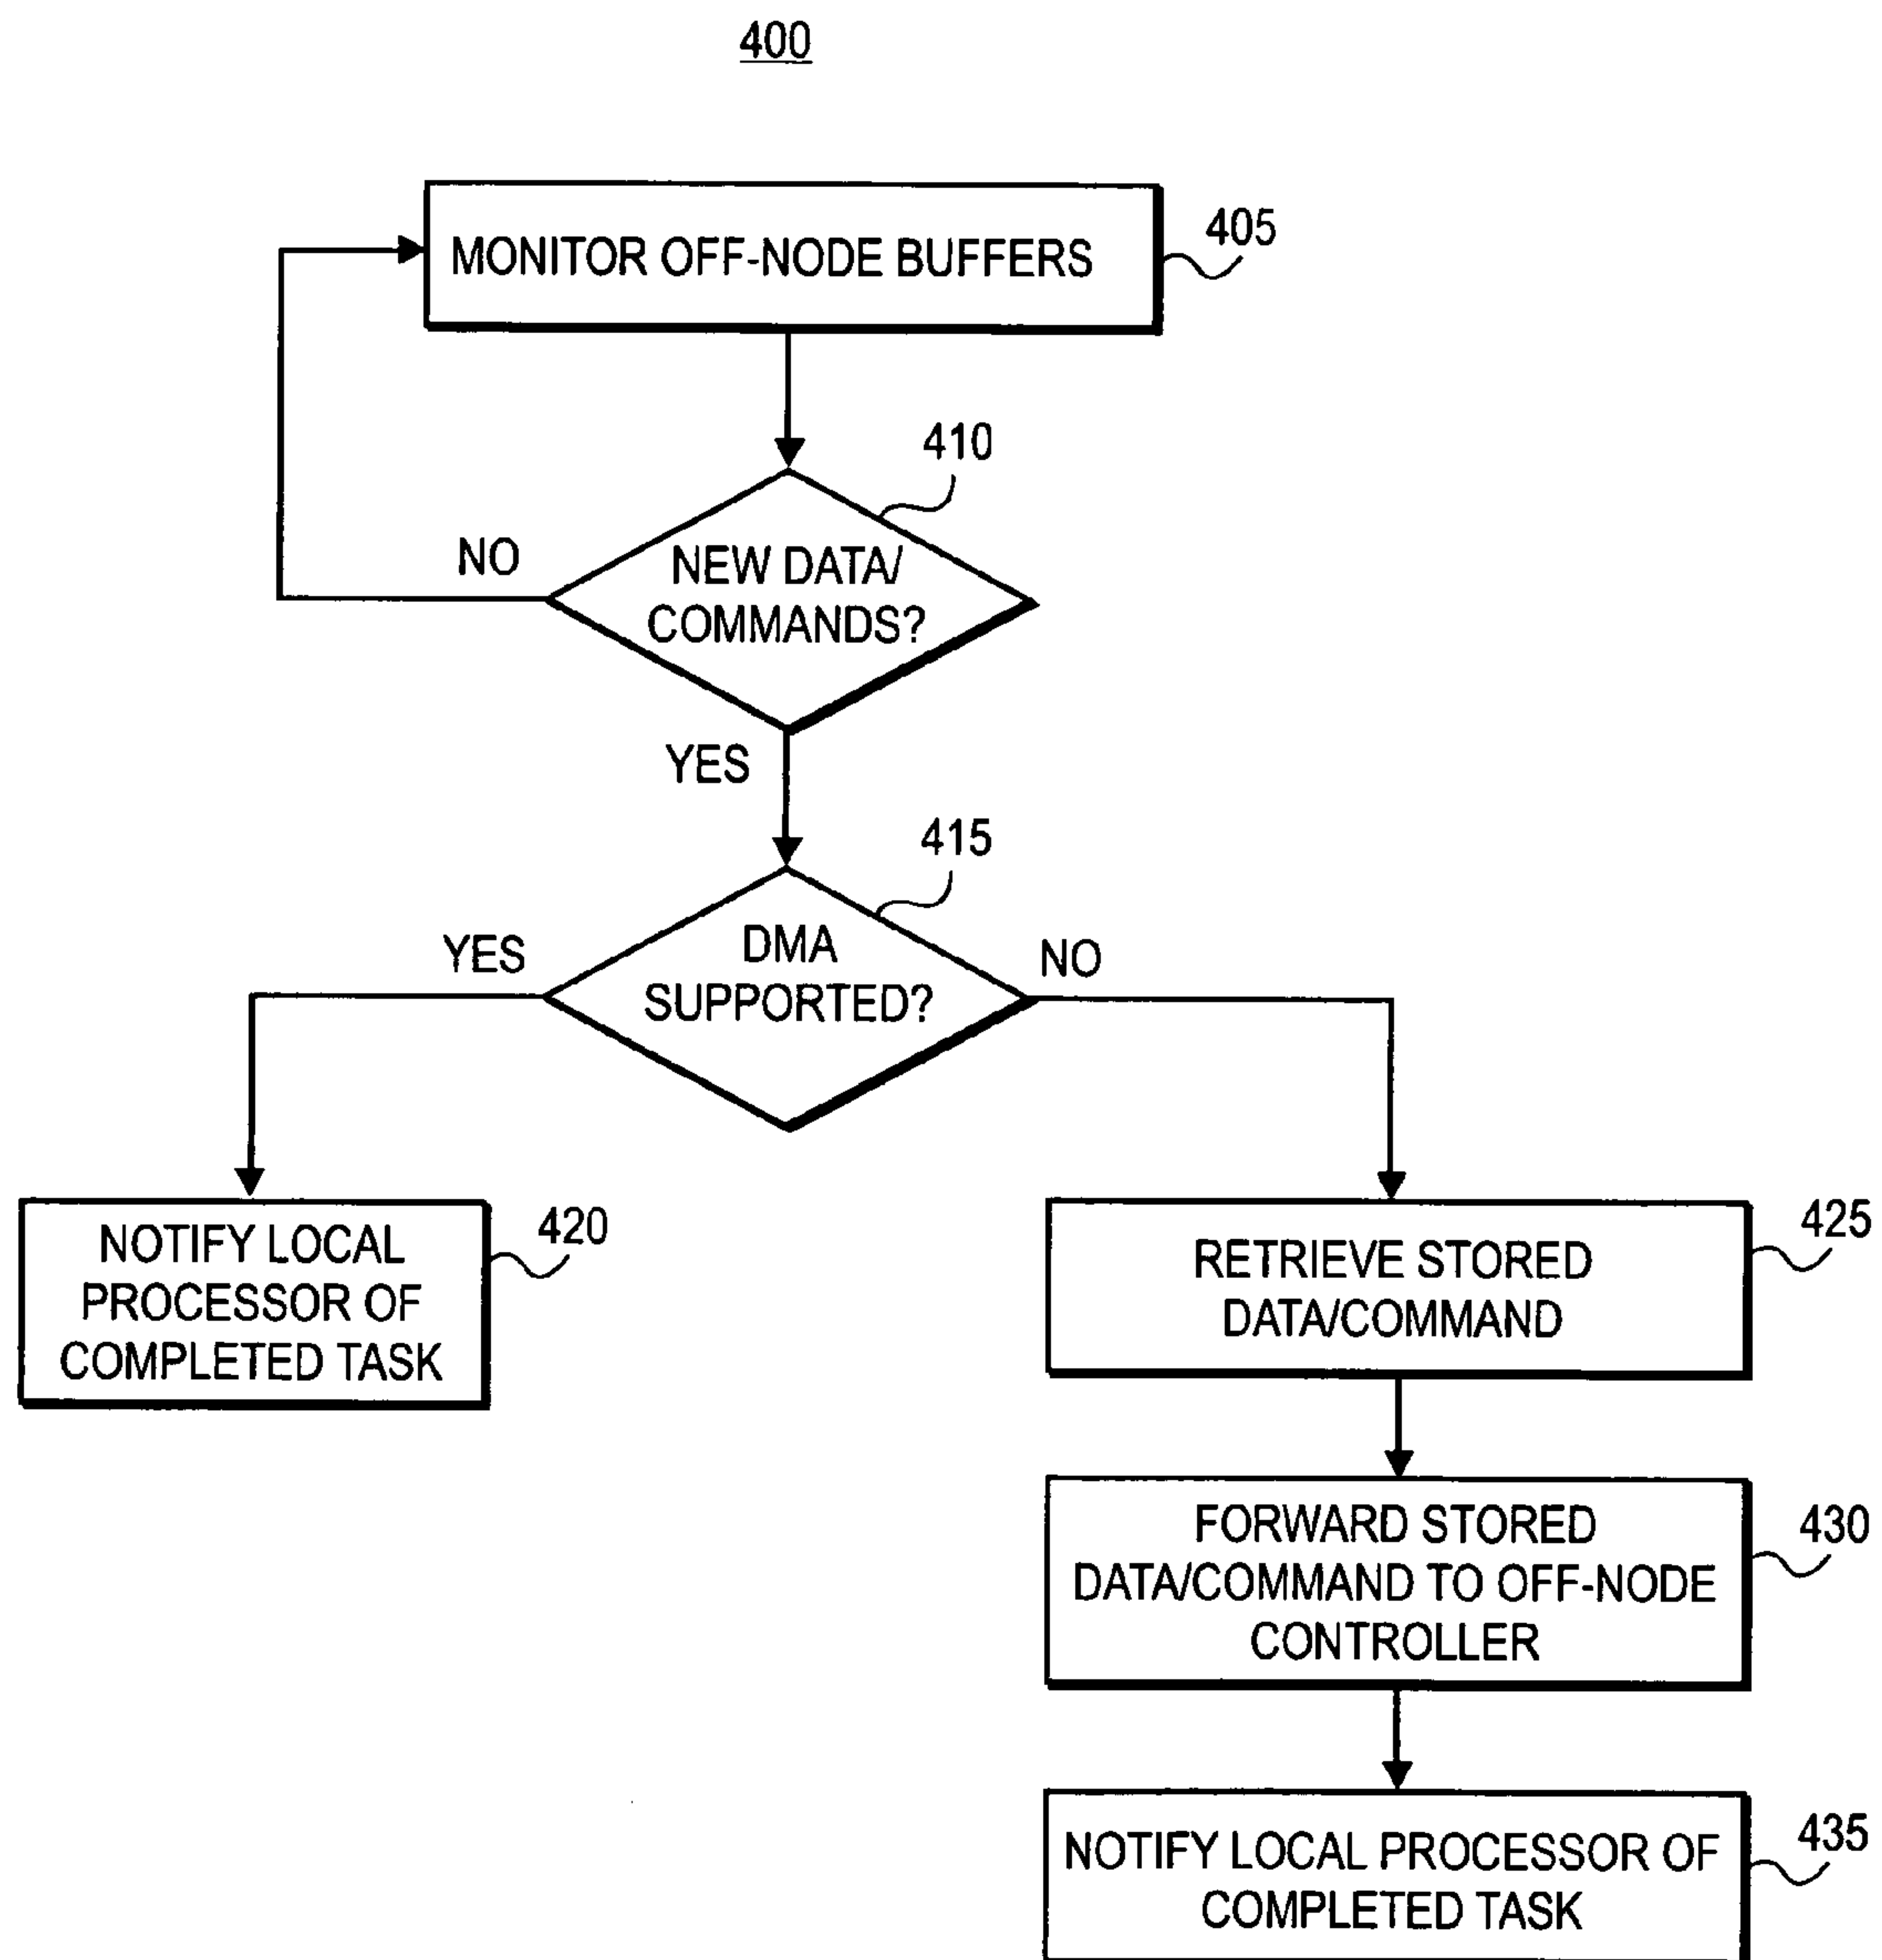 400
MONITOR OFF-NODE BUFFERS
405
410
NEW DATA/
COMMANDS?
NO
YES
415
DMA
SUPPORTED?
YES
NO
NOTIFY LOCAL
PROCESSOR OF
COMPLETED TASK
420
RETRIEVE STORED
DATA/COMMAND
425
FORWARD STORED
DATA/COMMAND TO OFF-NODE
CONTROLLER
430
NOTIFY LOCAL PROCESSOR OF
COMPLETED TASK
435